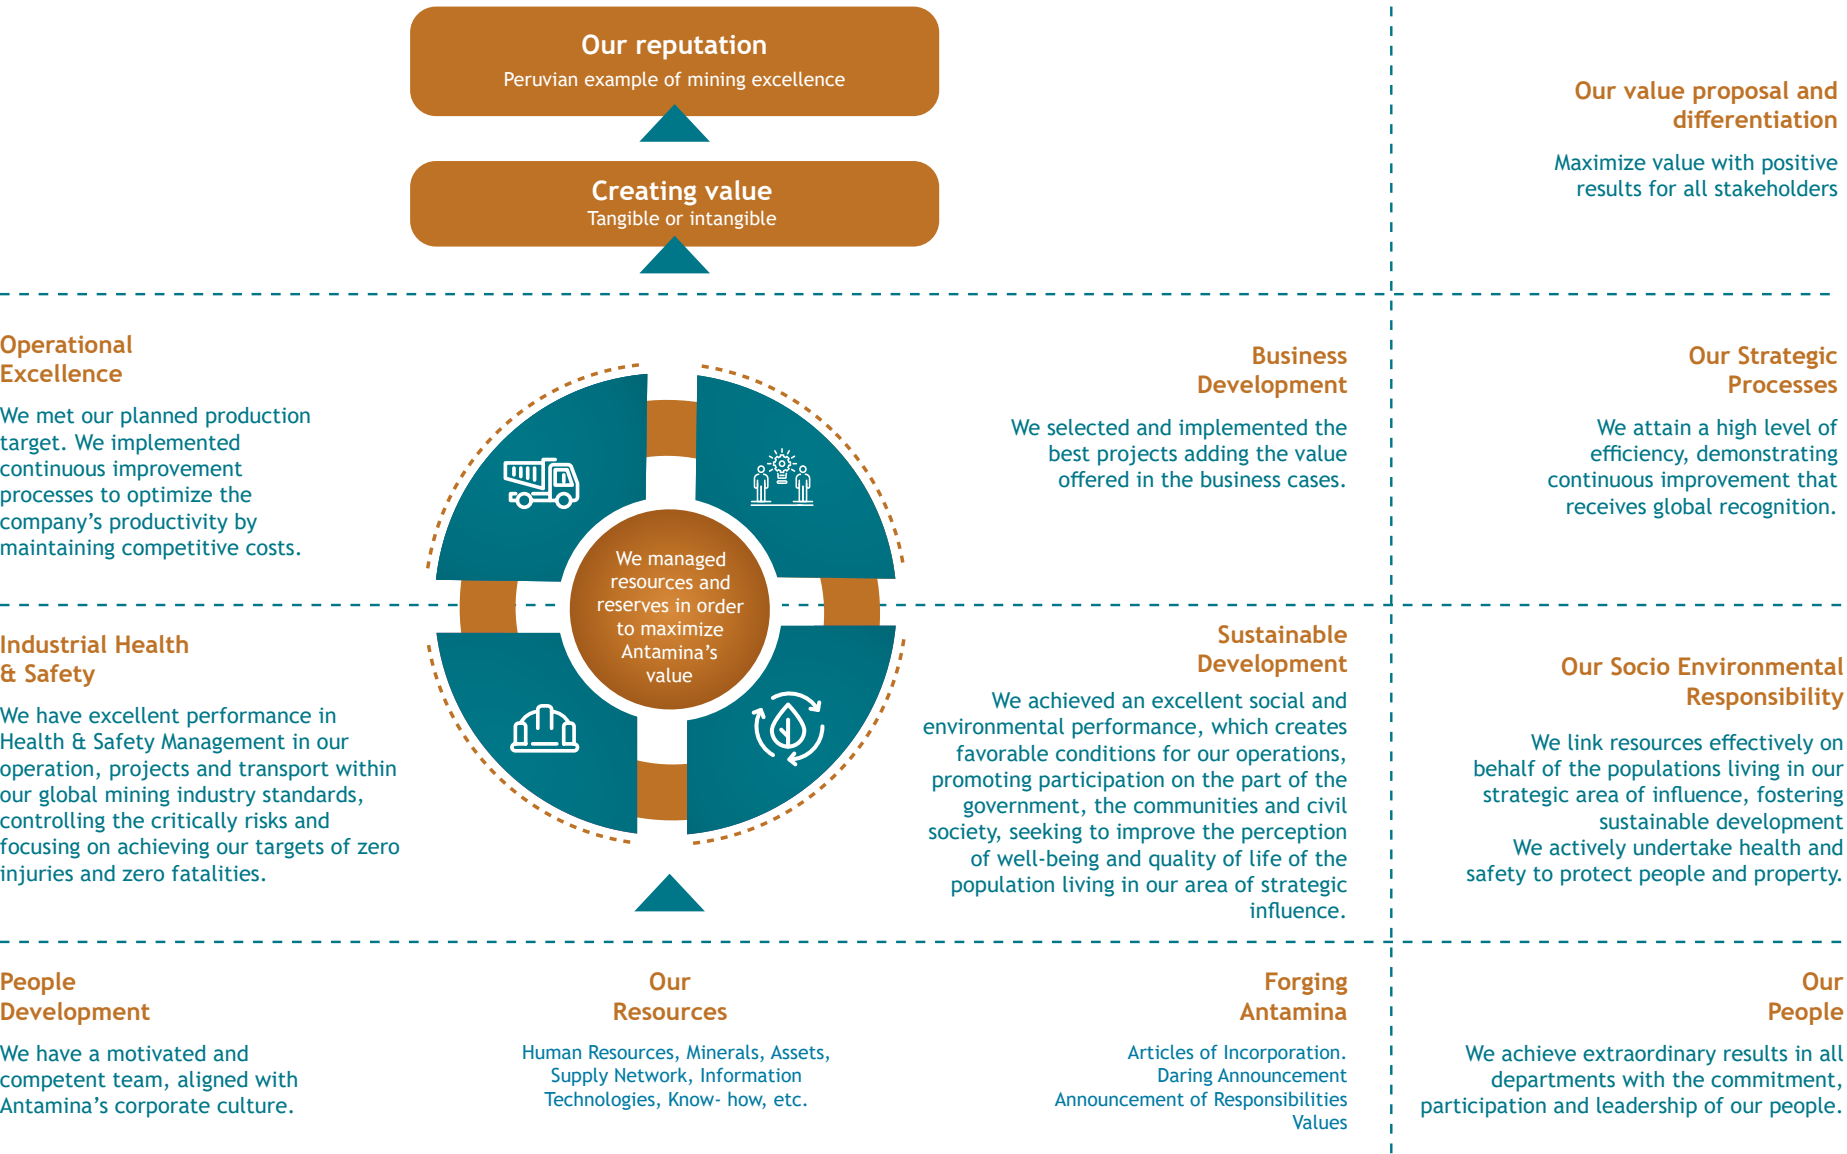 Our reputation
Peruvian example of mining excellence
Creating value
Tangible or intangible
Our value proposal and
differentiation
Maximize value with positive
results for all stakeholders
Operational
Excellence
We met our planned production
target. We implemented
continuous improvement
processes to optimize the
company’s productivity by
maintaining competitive costs.
Business
Development
We selected and implemented the
best projects adding the value
offered in the business cases.
Our Strategic
Processes
We attain a high level of
efficiency, demonstrating
continuous improvement that
receives global recognition.
We managed
resources and
reserves in order
to maximize
Antamina’s
value
Industrial Health
& Safety
We have excellent performance in
Health & Safety Management in our
operation, projects and transport within
our global mining industry standards,
controlling the critically risks and
focusing on achieving our targets of zero
injuries and zero fatalities.
Sustainable
Development
We achieved an excellent social and
environmental performance, which creates
favorable conditions for our operations,
promoting participation on the part of the
government, the communities and civil
society, seeking to improve the perception
of well-being and quality of life of the
population living in our area of strategic
influence.
Our Socio Environmental
Responsibility
We link resources effectively on
behalf of the populations living in our
strategic area of influence, fostering
sustainable development
We actively undertake health and
safety to protect people and property.
People
Development
We have a motivated and
competent team, aligned with
Antamina’s corporate culture.
Our
Resources
Human Resources, Minerals, Assets,
Supply Network, Information
Technologies, Know- how, etc.
Forging
Antamina
Articles of Incorporation.
Daring Announcement
Announcement of Responsibilities
Values
Our
People
We achieve extraordinary results in all
departments with the commitment,
participation and leadership of our people.